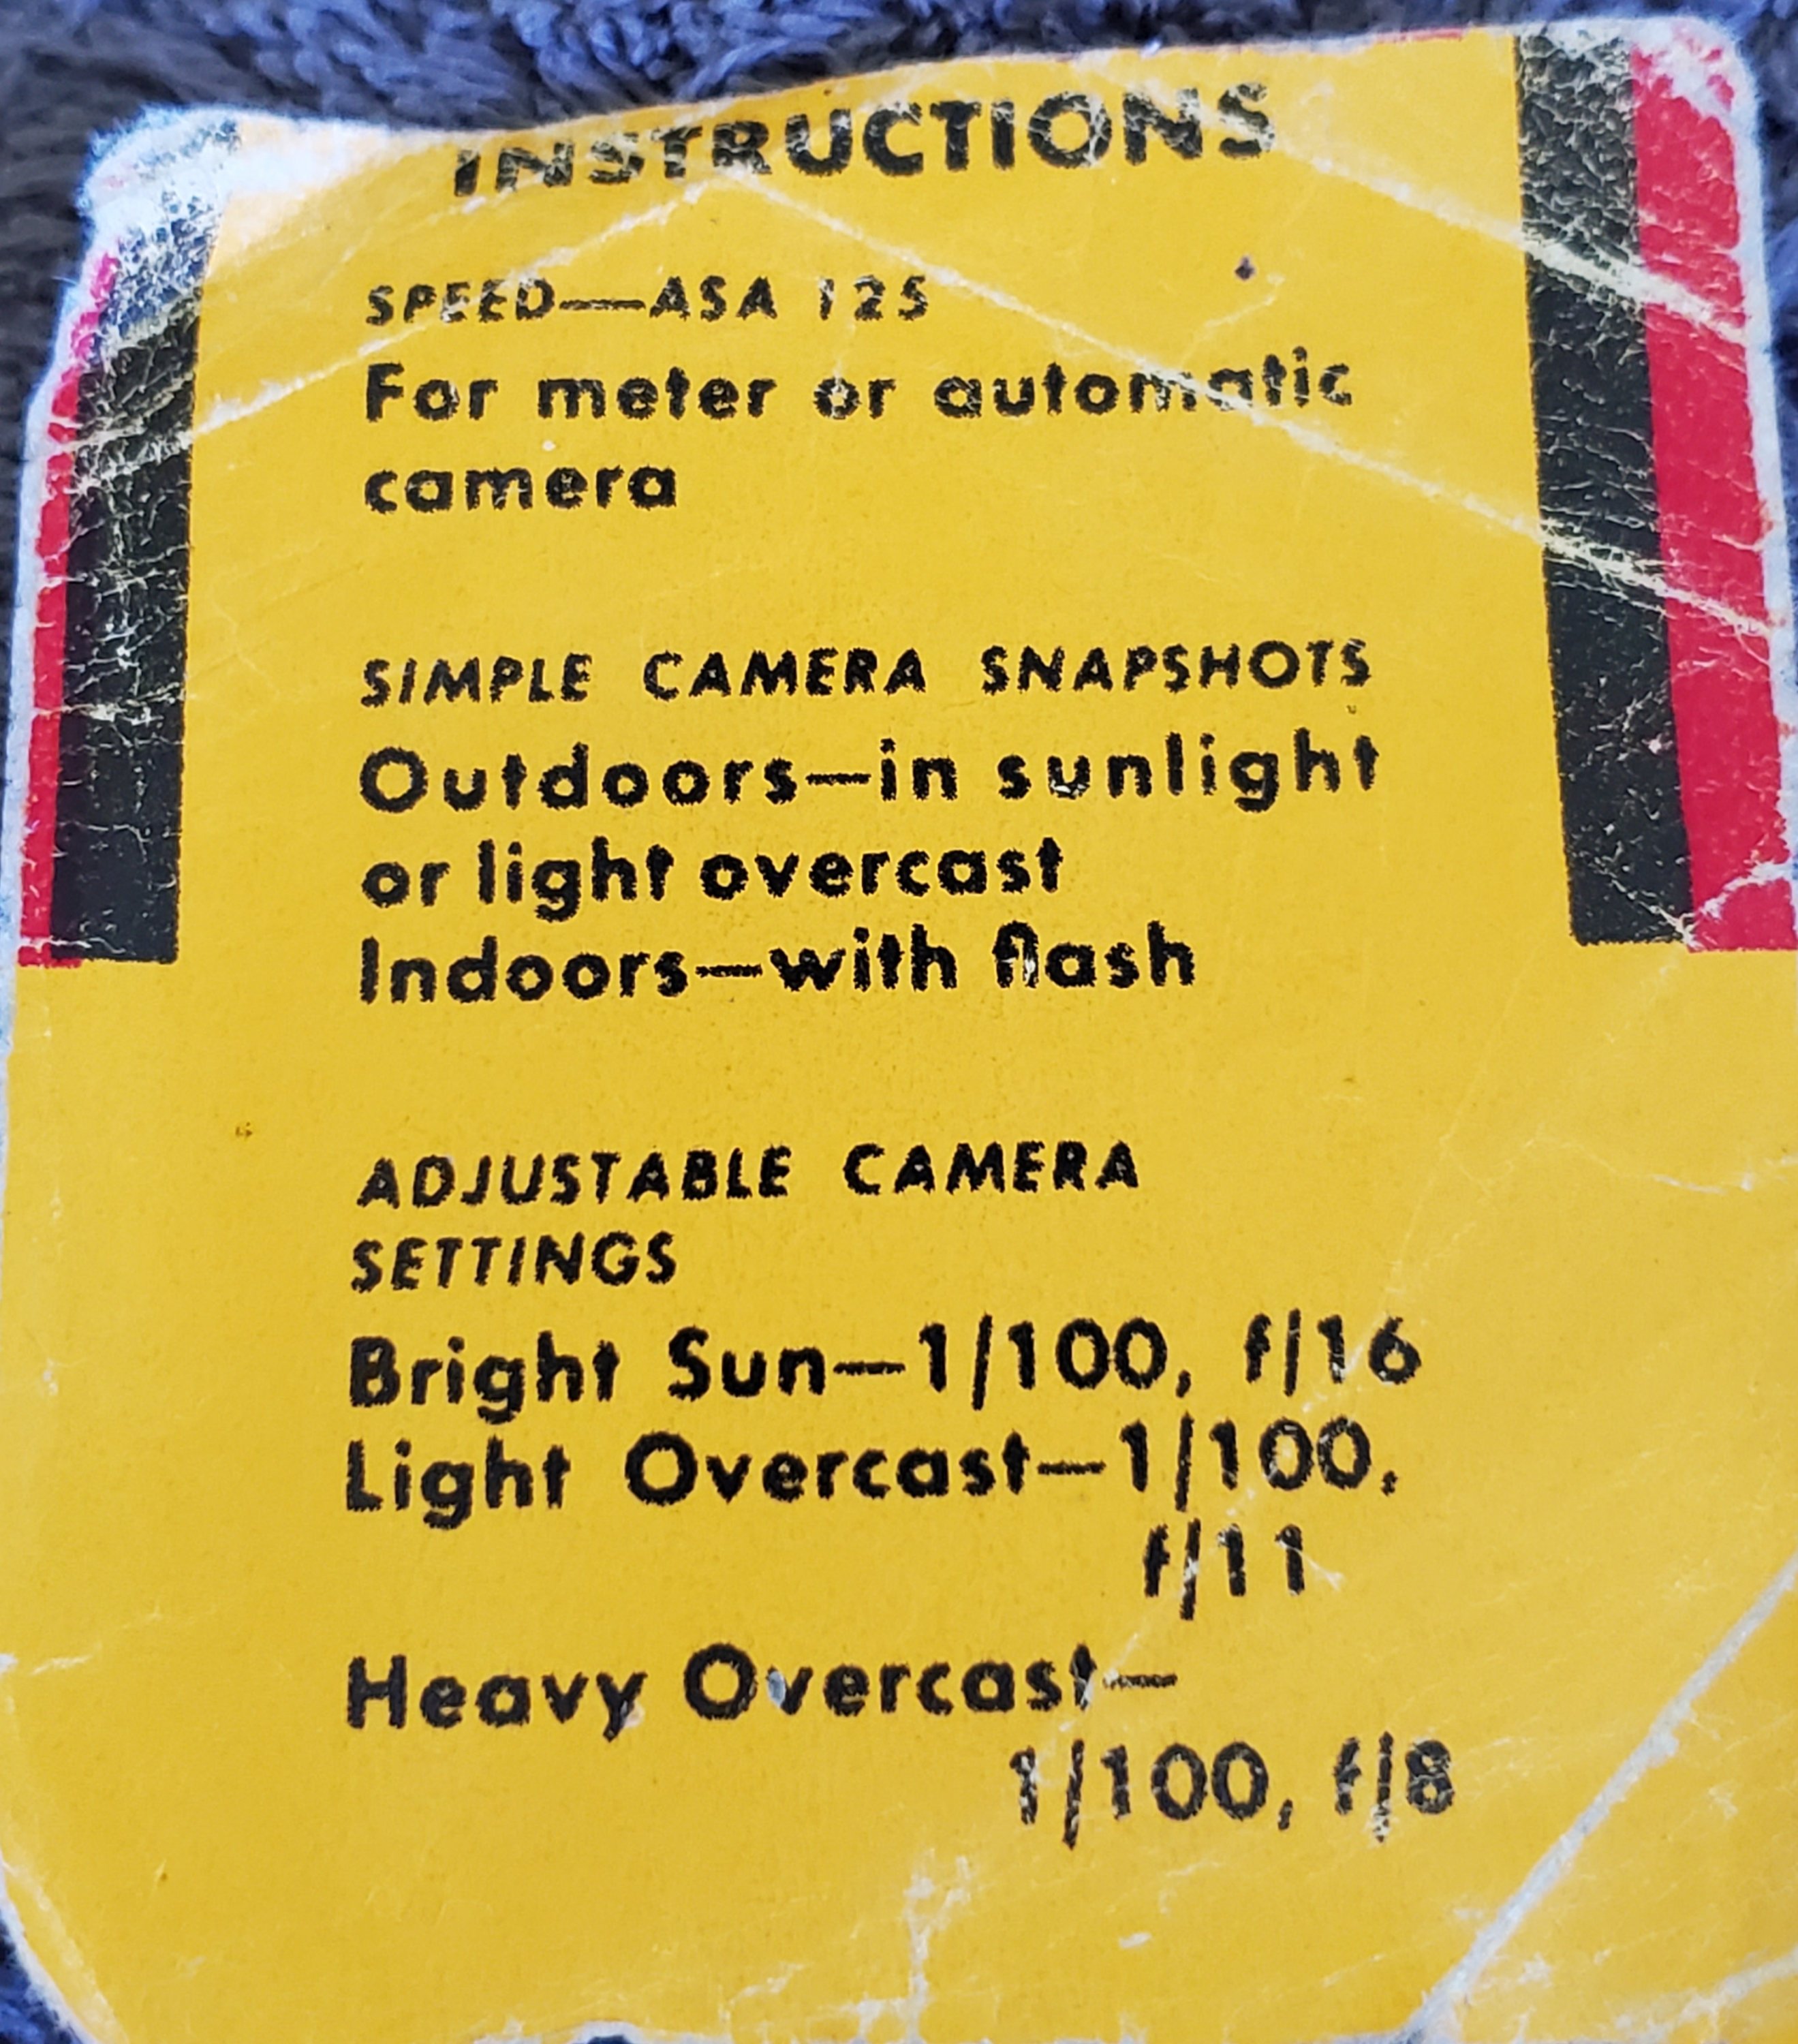 INSTRUCTIONS
SPEED—ASA 125
For meter or automatic
camera
SIMPLE CAMERA SNAPSHOTS
Outdoors—in sunlight
or light overcast
Indoors—with flash
ADJUSTABLE CAMERA
SETTINGS
Bright Sun—1/100, f/16
Light Overcast—1/100,
f/11
Heavy Overcast—
1/100, f/8